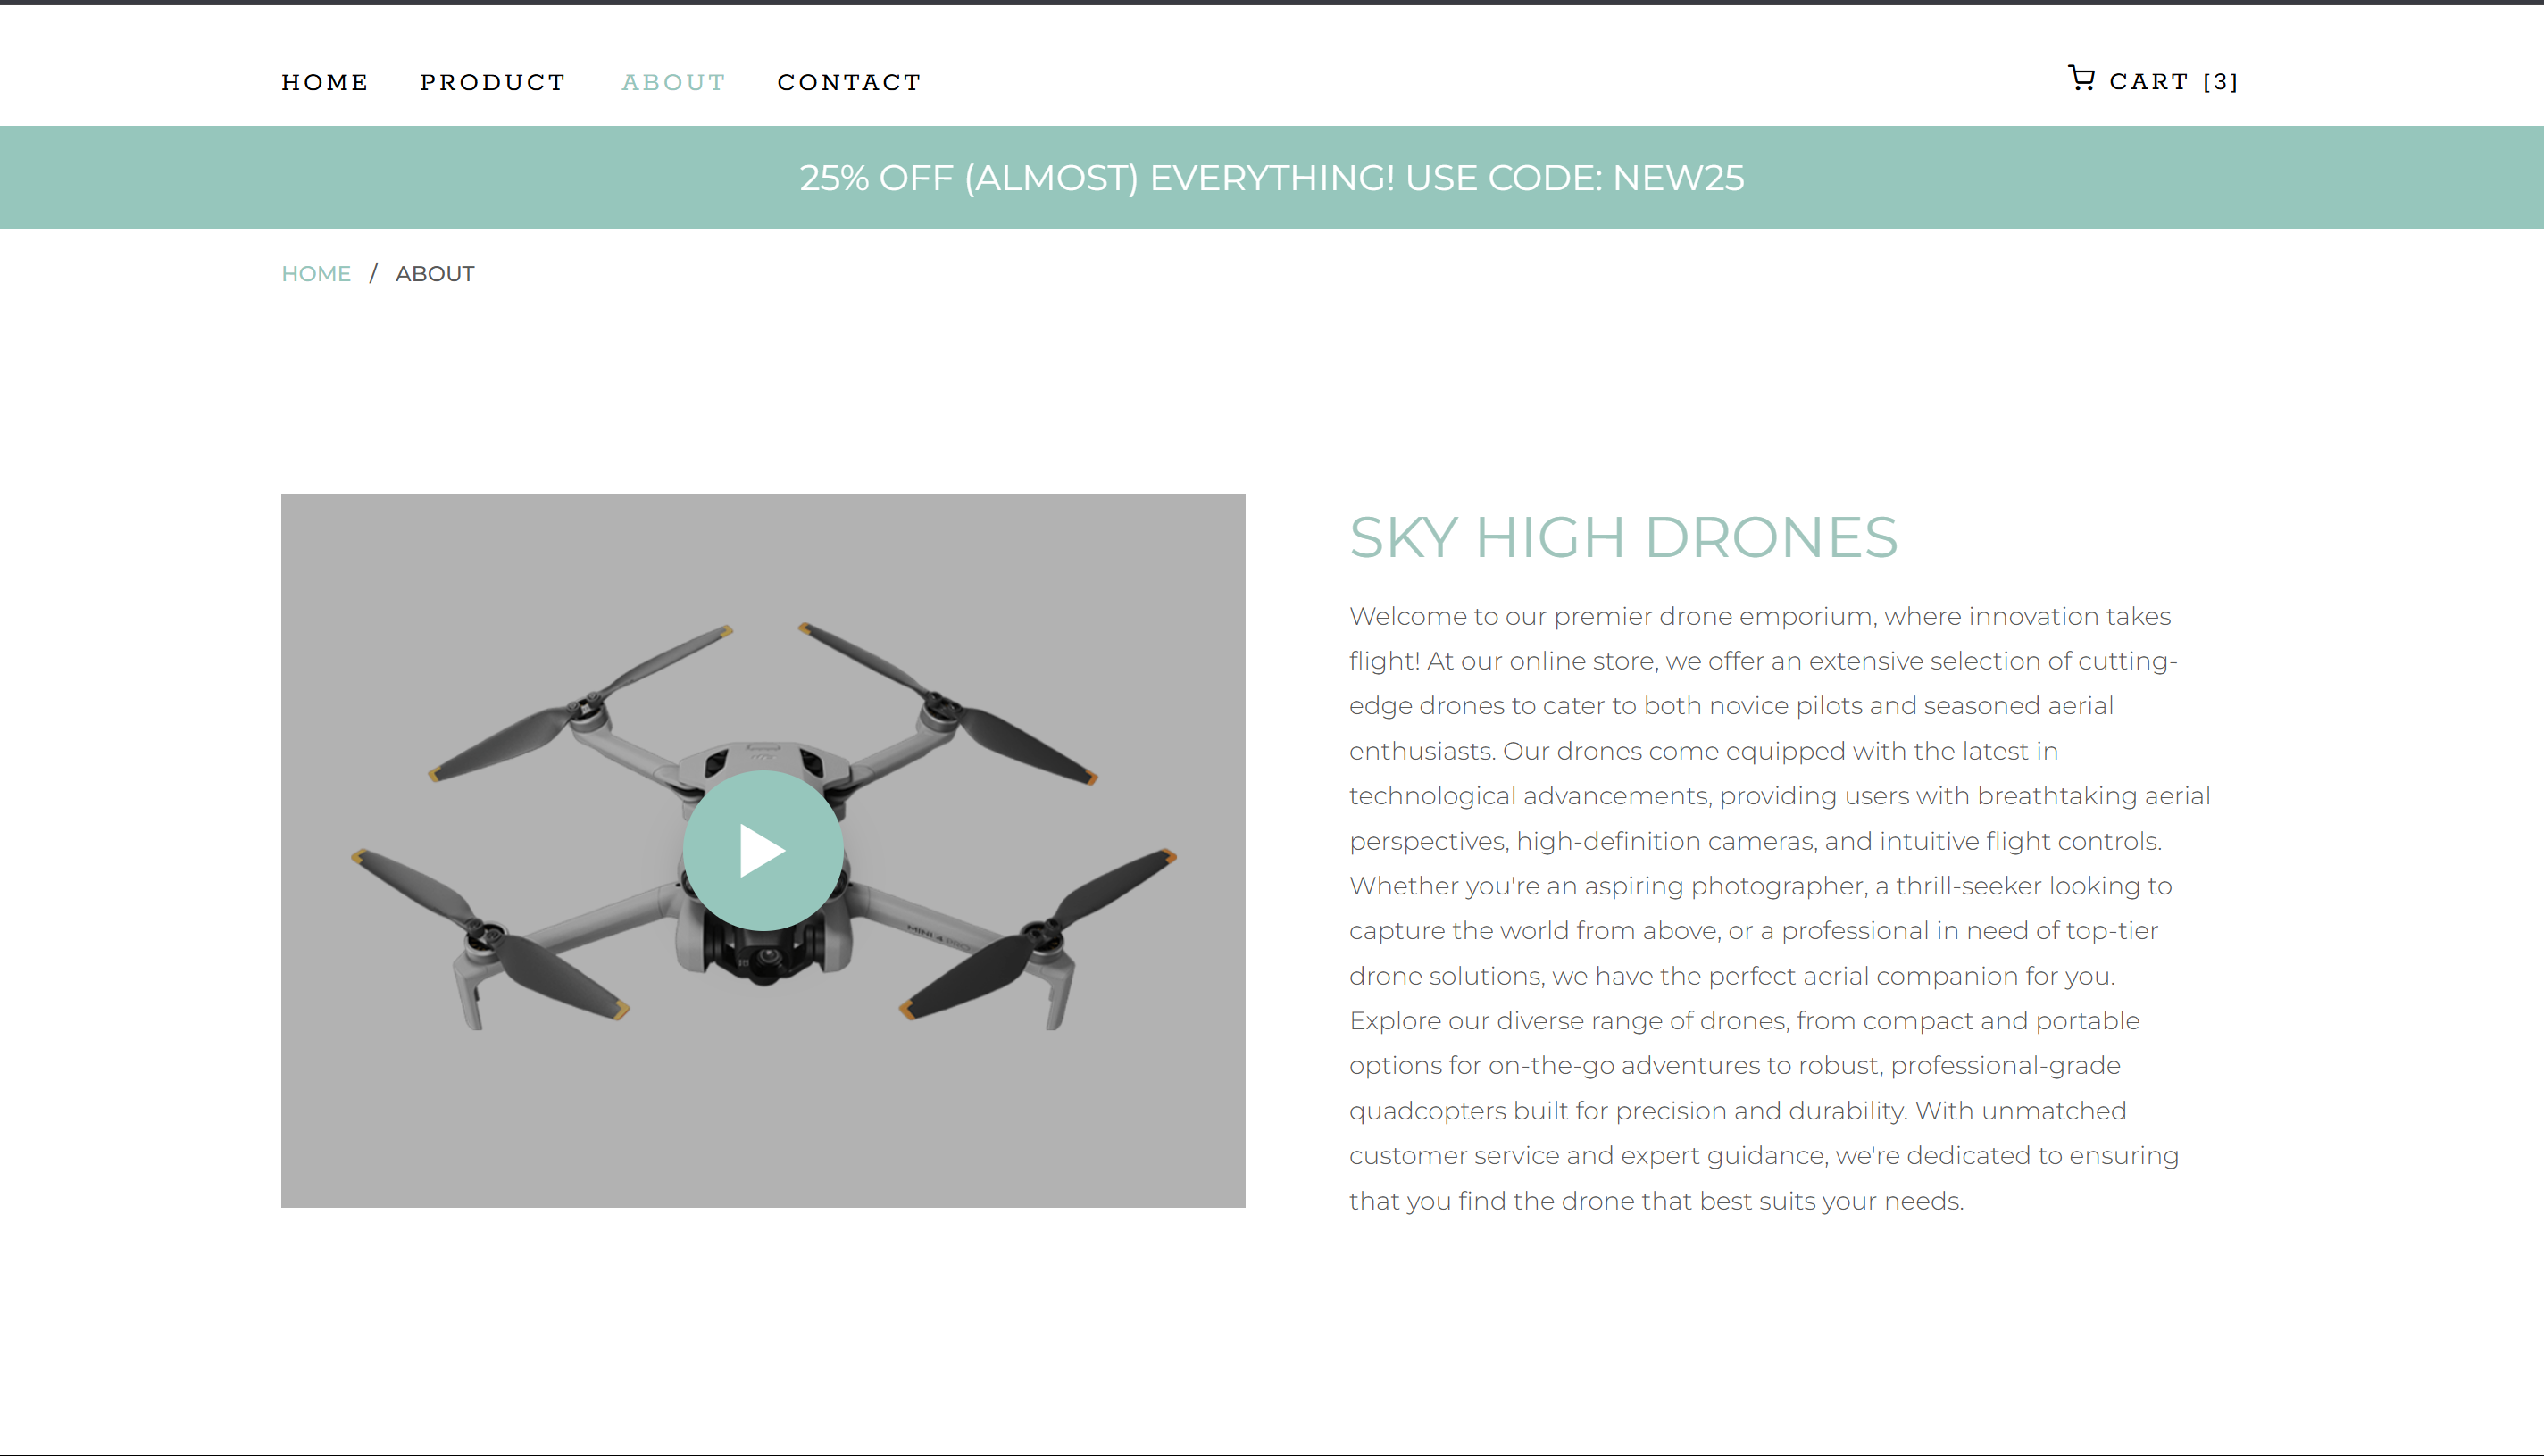 HOME PRODUCT ABOUT CONTACT CART [3]
25% OFF (ALMOST) EVERYTHING! USE CODE: NEW25
HOME / ABOUT
SKY HIGH DRONES
Welcome to our premier drone emporium, where innovation takes
flight! At our online store, we offer an extensive selection of cutting-
edge drones to cater to both novice pilots and seasoned aerial
enthusiasts. Our drones come equipped with the latest in
technological advancements, providing users with breathtaking aerial
perspectives, high-definition cameras, and intuitive flight controls.
Whether you're an aspiring photographer, a thrill-seeker looking to
capture the world from above, or a professional in need of top-tier
drone solutions, we have the perfect aerial companion for you.
Explore our diverse range of drones, from compact and portable
options for on-the-go adventures to robust, professional-grade
quadcopters built for precision and durability. With unmatched
customer service and expert guidance, we're dedicated to ensuring
that you find the drone that best suits your needs.
MINI 4 PRO